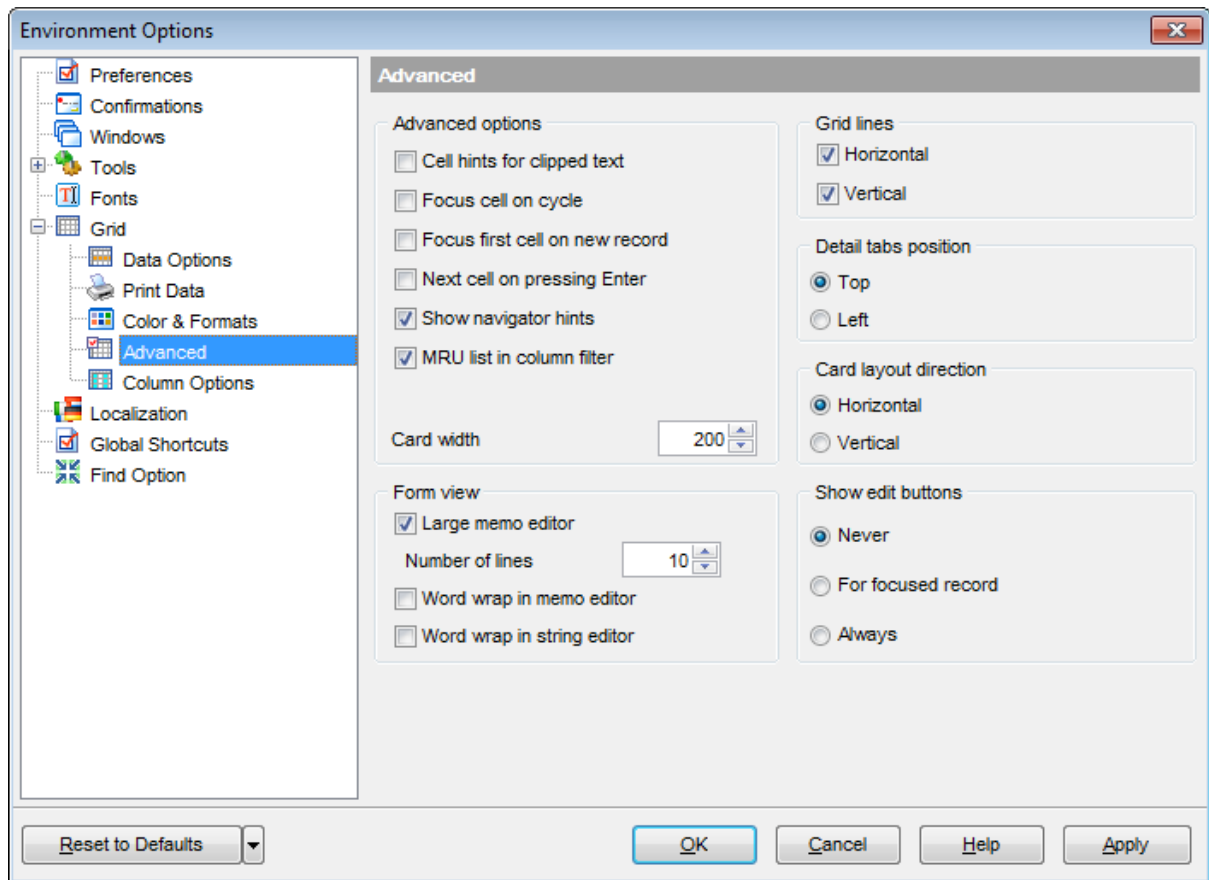 Environment Options
Preferences
Confirmations
Windows
Tools
Fonts
Grid
Data Options
Print Data
Color & Formats
Advanced
Column Options
Localization
Global Shortcuts
Find Option
Advanced
Advanced options
Cell hints for clipped text
Focus cell on cycle
Focus first cell on new record
Next cell on pressing Enter
Show navigator hints
MRU list in column filter
Card width 200
Grid lines
Horizontal
Vertical
Detail tabs position
Top
Left
Card layout direction
Horizontal
Vertical
Form view
Large memo editor
Number of lines 10
Word wrap in memo editor
Word wrap in string editor
Show edit buttons
Never
For focused record
Always
Reset to Defaults
OK
Cancel
Help
Apply